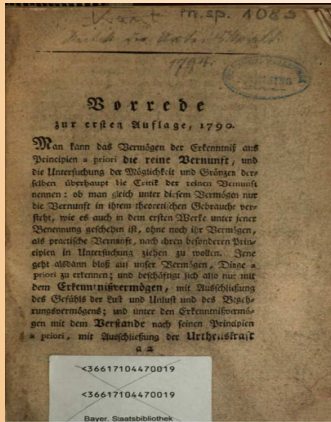 Kant m.sp. 1085
1794.
Vorrede
zur ersten Auflage, 1790.
Man kann das Vermögen der Erkenntniß aus
Principien a priori die reine Vernunft, und
die Untersuchung der Möglichkeit und Gränzen der-
selben überhaupt die Critik der reinen Vernunft
nennen: ob man gleich unter diesem Vermögen nur
die Vernunft in ihrem theoretischen Gebrauche ver-
steht, wie es auch in dem ersten Werke unter jener
Benennung geschehen ist, ohne noch ihr Vermögen,
als practische Vernunft, nach ihren besonderen Prin-
cipien in Untersuchung ziehen zu wollen. Jene
geht alsdann bloß auf unser Vermögen, Dinge
a priori zu erkennen; und beschäftigt sich also nur mit
dem Erkenntnißvermögen, mit Ausschließung
des Gefühls der Lust und Unlust und des Begeh-
rungsvermögens; und unter den Erkenntnißvermö-
gen mit dem Verstande nach seinen Principien
a priori, mit Ausschließung der Urtheilskraft
a 2
<36617104470019
<36617104470019
Bayer. Staatsbibliothek